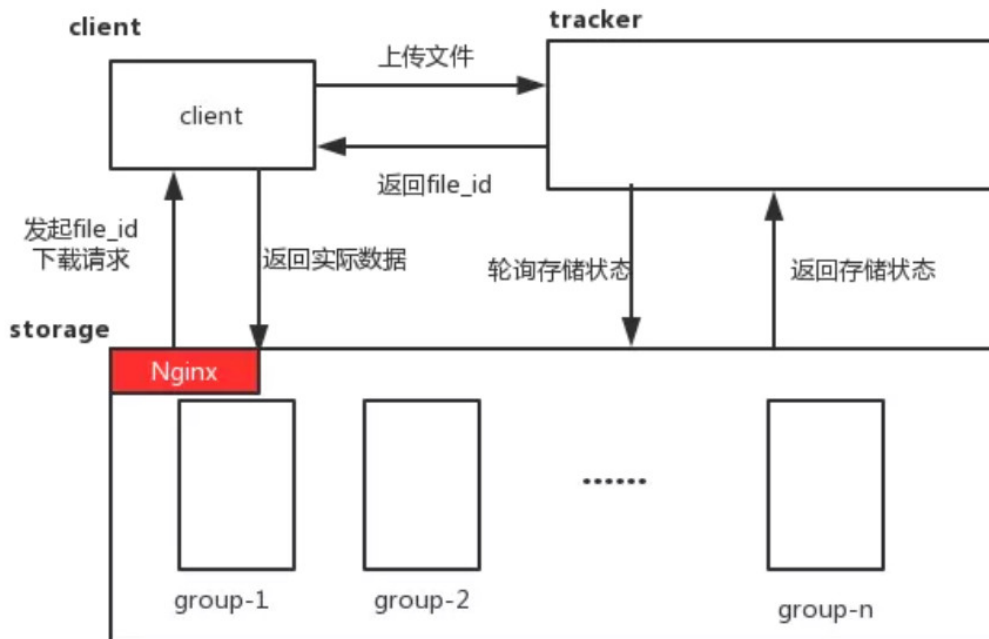 client
tracker
上传文件
client
返回file_id
发起file_id
下载请求
返回实际数据
轮询存储状态
返回存储状态
storage
Nginx
......
group-1
group-2
group-n